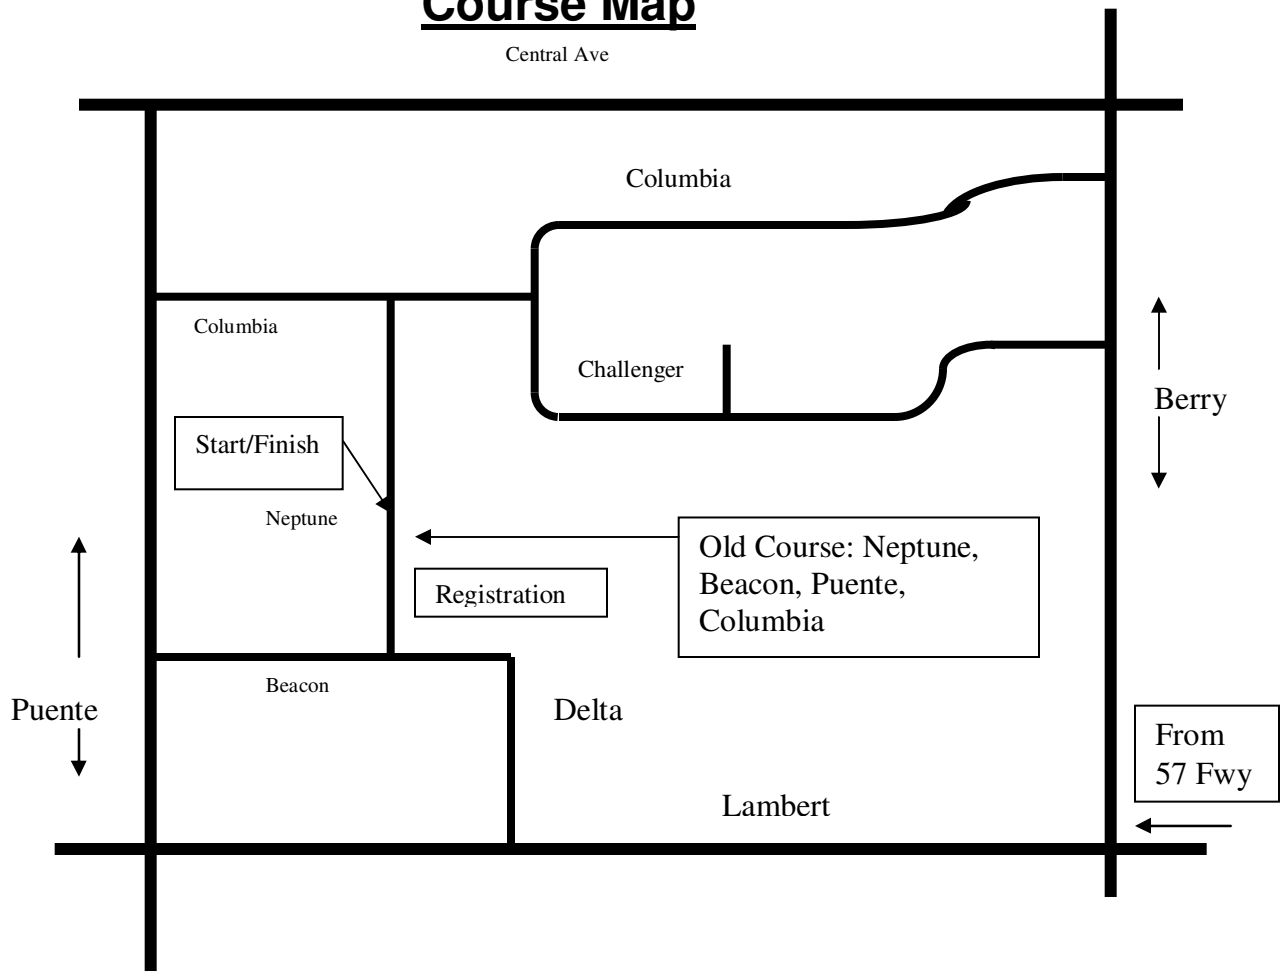 Course Map
Central Ave
Columbia
Columbia
Challenger
Berry
Start/Finish
Neptune
Old Course: Neptune,
Beacon, Puente,
Columbia
Registration
Beacon
Puente
Delta
From
57 Fwy
Lambert